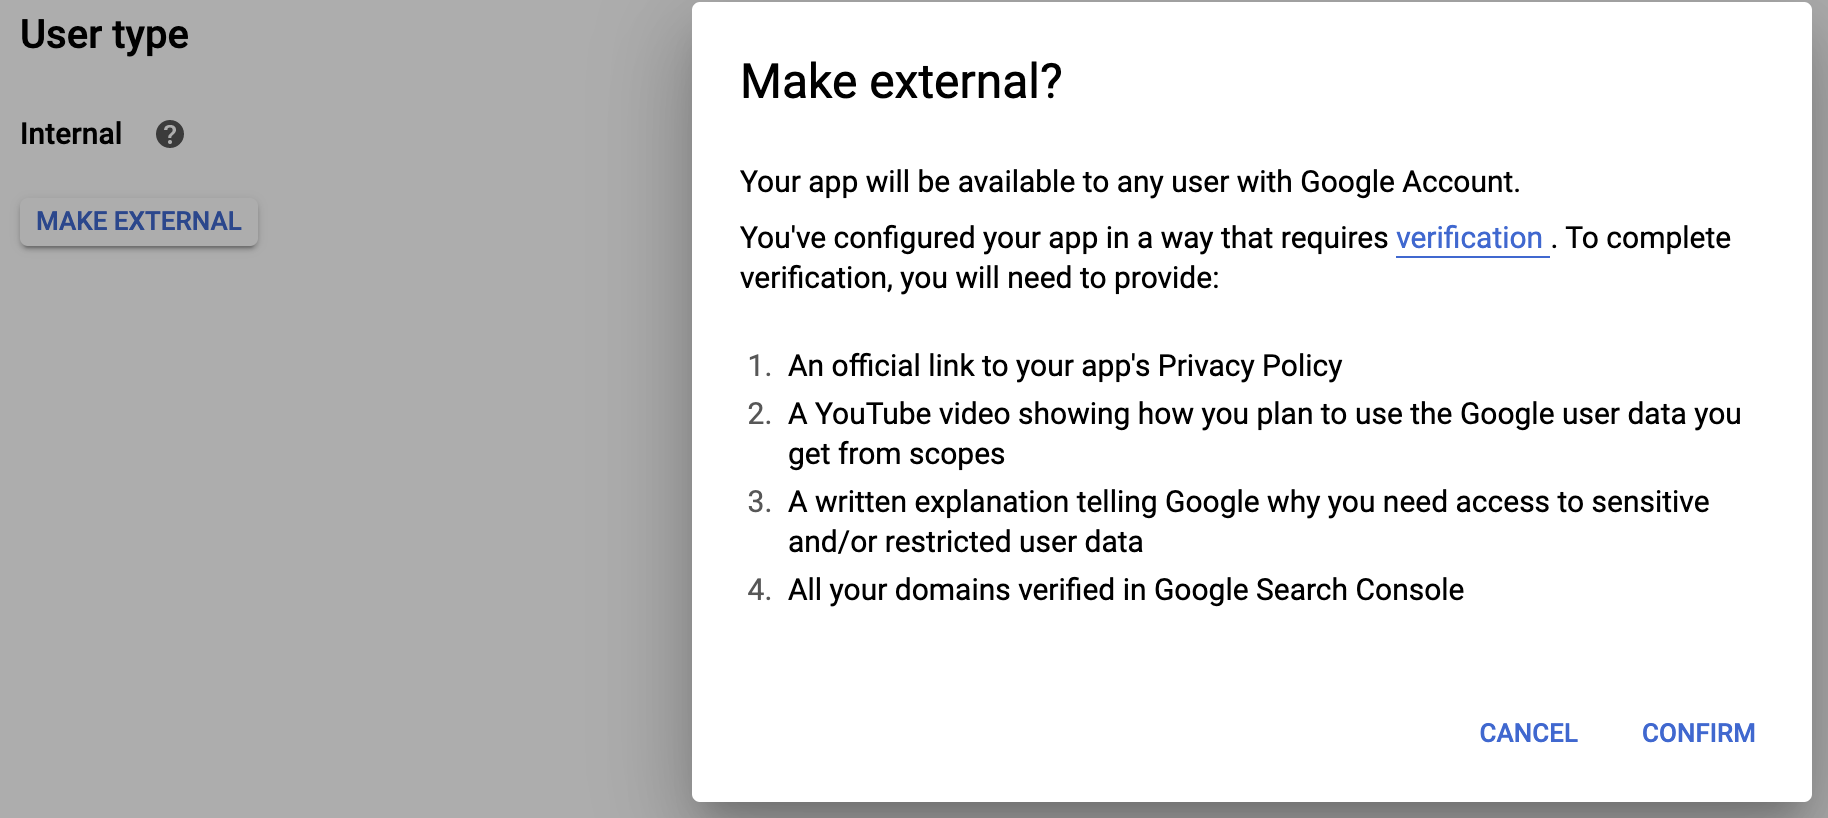 User type
Internal
MAKE EXTERNAL
Make external?
Your app will be available to any user with Google Account.
You've configured your app in a way that requires verification . To complete
verification, you will need to provide:
1. An official link to your app's Privacy Policy
2. A YouTube video showing how you plan to use the Google user data you
get from scopes
3. A written explanation telling Google why you need access to sensitive
and/or restricted user data
4. All your domains verified in Google Search Console
CANCEL CONFIRM